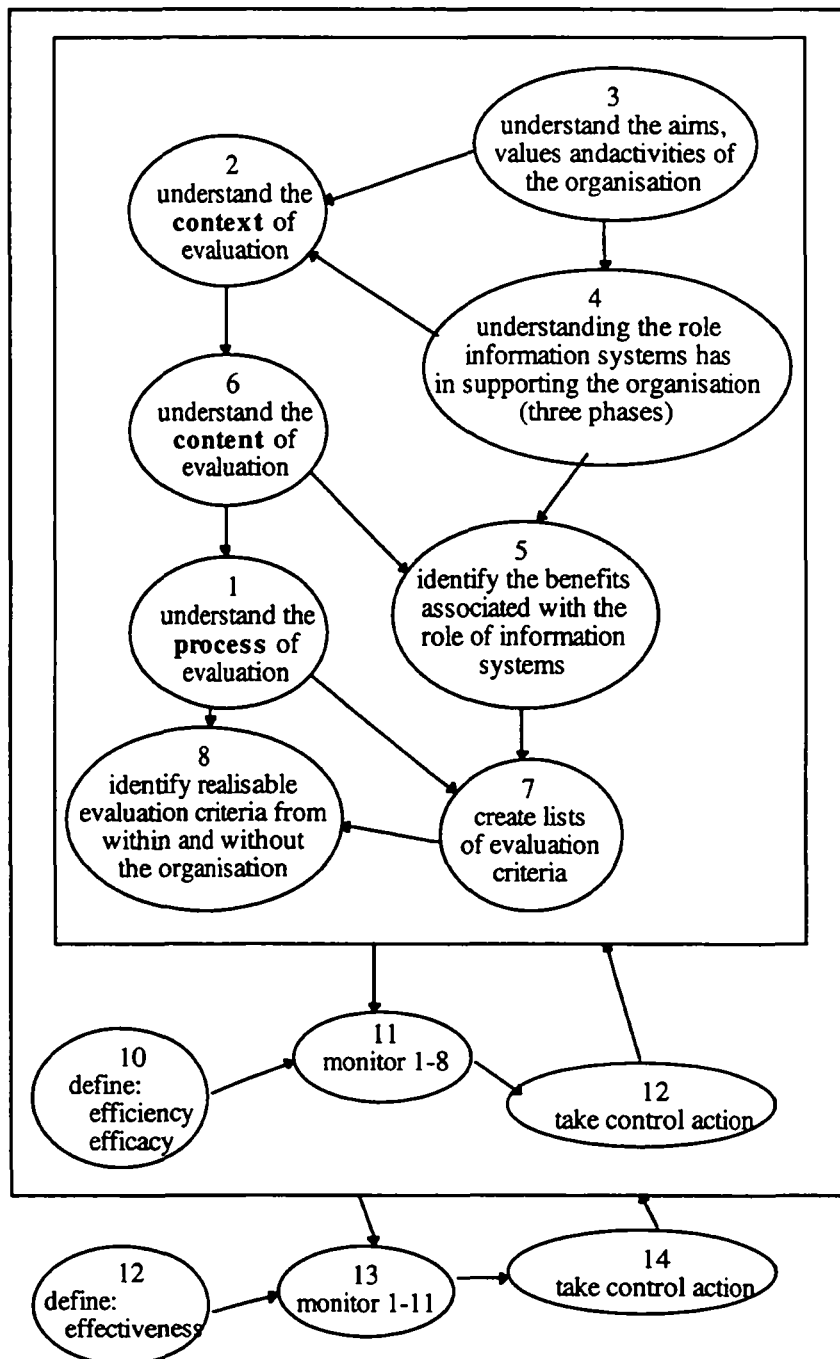 3
understand the aims,
values andactivities of
the organisation
2
understand the
context of
evaluation
4
understanding the role
information systems has
in supporting the organisation
(three phases)
6
understand the
content of
evaluation
5
identify the benefits
associated with the
role of information
systems
1
understand the
process of
evaluation
8
identify realisable
evaluation criteria from
within and without
the organisation
7
create lists
of evaluation
criteria
11
monitor 1-8
10
define:
efficiency
efficacy
12
take control action
12
define:
effectiveness
13
monitor 1-11
14
take control action